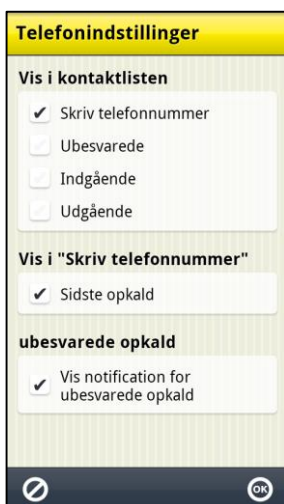 Telefonindstillinger
Vis i kontaktlisten
Skriv telefonnummer
Ubesvarede
Indgående
Udgående
Vis i "Skriv telefonnummer"
Sidste opkald
ubesvarede opkald
Vis notification for
ubesvarede opkald
OK